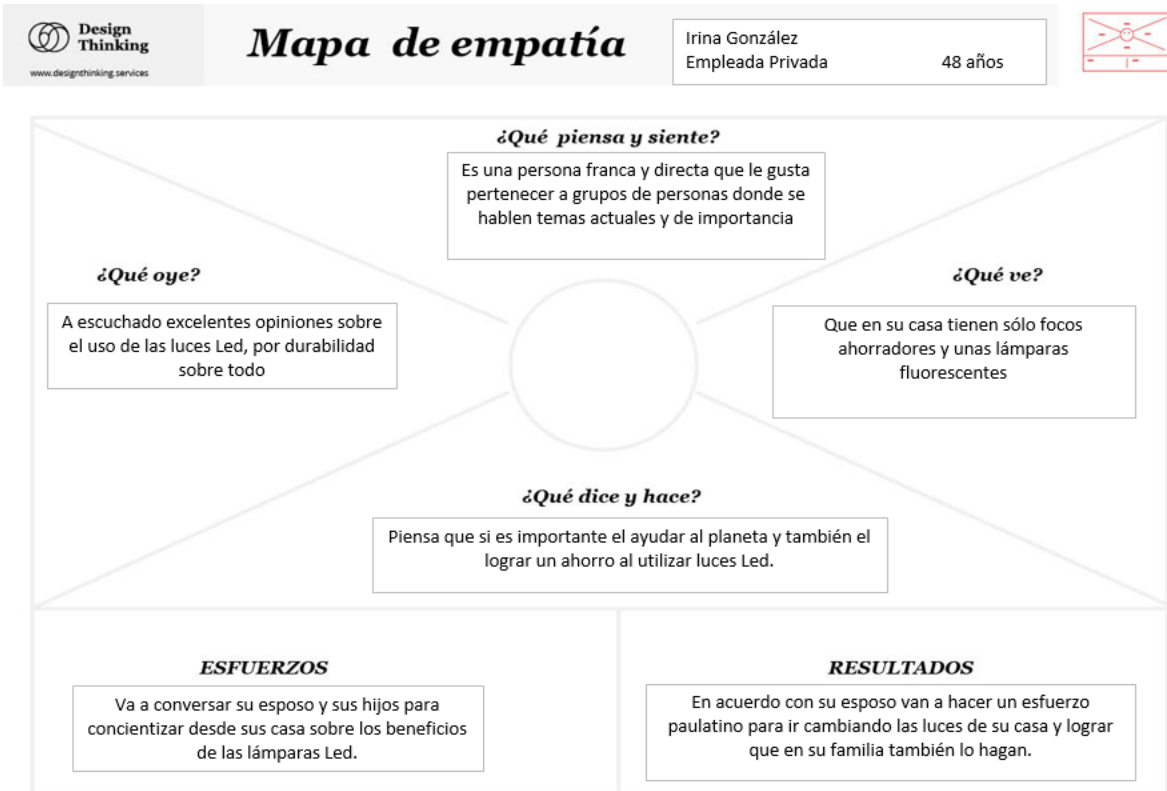 Design
Thinking
www.designthinking.services
Mapa de empatía
Irina González
Empleada Privada 48 años
¿Qué piensa y siente?
Es una persona franca y directa que le gusta
pertenecer a grupos de personas donde se
hablen temas actuales y de importancia
¿Qué oye?
A escuchado excelentes opiniones sobre
el uso de las luces Led, por durabilidad
sobre todo
¿Qué ve?
Que en su casa tienen sólo focos
ahorradores y unas lámparas
fluorescentes
¿Qué dice y hace?
Piensa que si es importante el ayudar al planeta y también el
lograr un ahorro al utilizar luces Led.
ESFUERZOS
Va a conversar su esposo y sus hijos para
concientizar desde sus casa sobre los beneficios
de las lámparas Led.
RESULTADOS
En acuerdo con su esposo van a hacer un esfuerzo
paulatino para ir cambiando las luces de su casa y lograr
que en su familia también lo hagan.